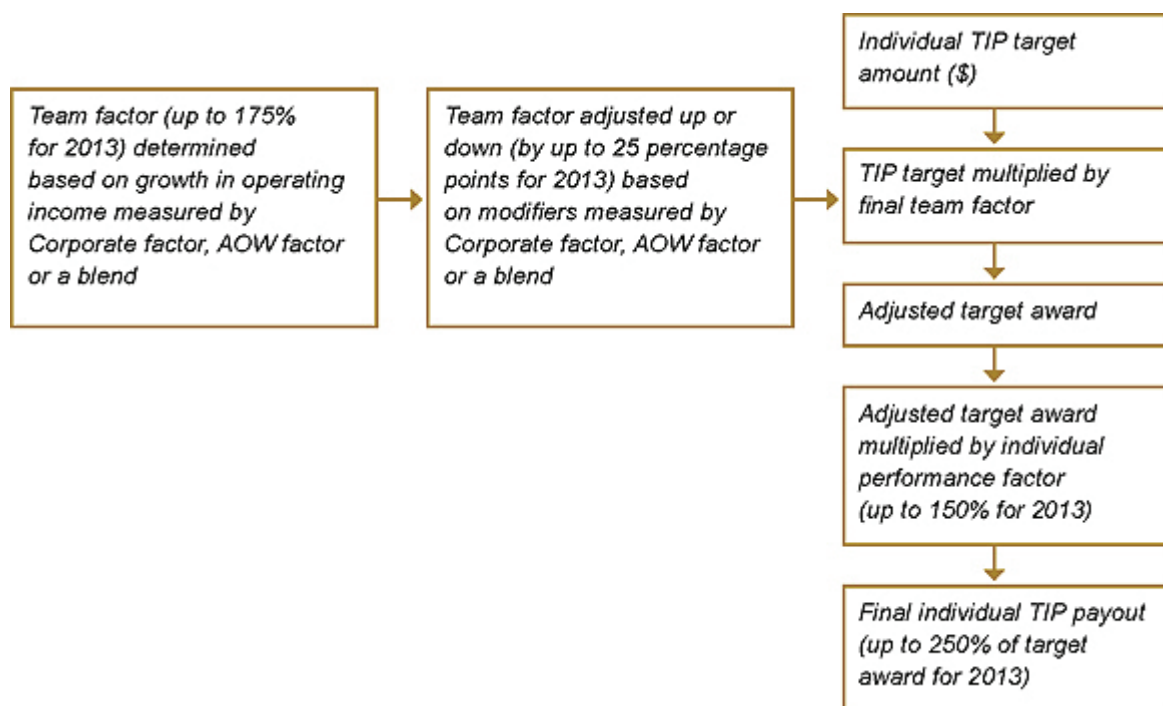 Team factor (up to 175%
for 2013) determined
based on growth in operating
income measured by
Corporate factor, AOW factor
or a blend
Team factor adjusted up or
down (by up to 25 percentage
points for 2013) based
on modifiers measured by
Corporate factor, AOW factor
or a blend
Individual TIP target
amount ($)
TIP target multiplied by
final team factor
Adjusted target award
Adjusted target award
multiplied by individual
performance factor
(up to 150% for 2013)
Final individual TIP payout
(up to 250% of target
award for 2013)